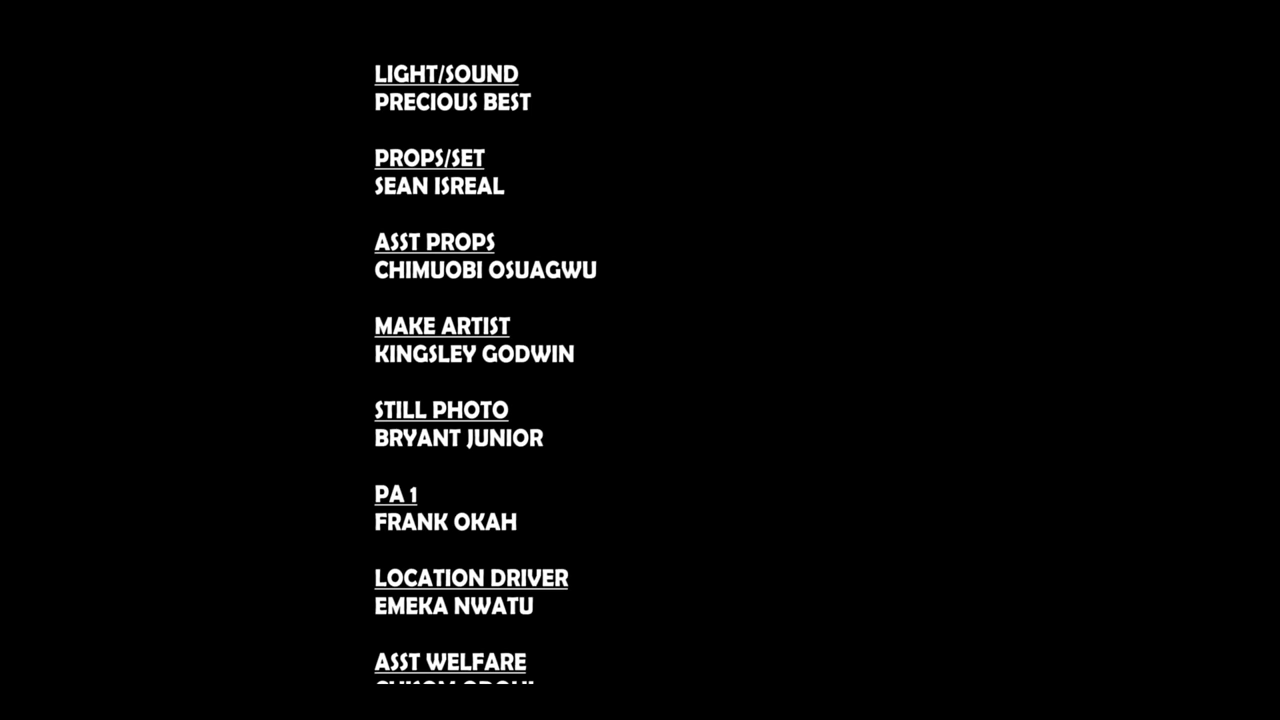 LIGHT/SOUND
PRECIOUS BEST
PROPS/SET
SEAN ISREAL
ASST PROPS
CHIMUOBI OSUAGWU
MAKE ARTIST
KINGSLEY GODWIN
STILL PHOTO
BRYANT JUNIOR
PA 1
FRANK OKAH
LOCATION DRIVER
EMEKA NWATU
ASST WELFARE